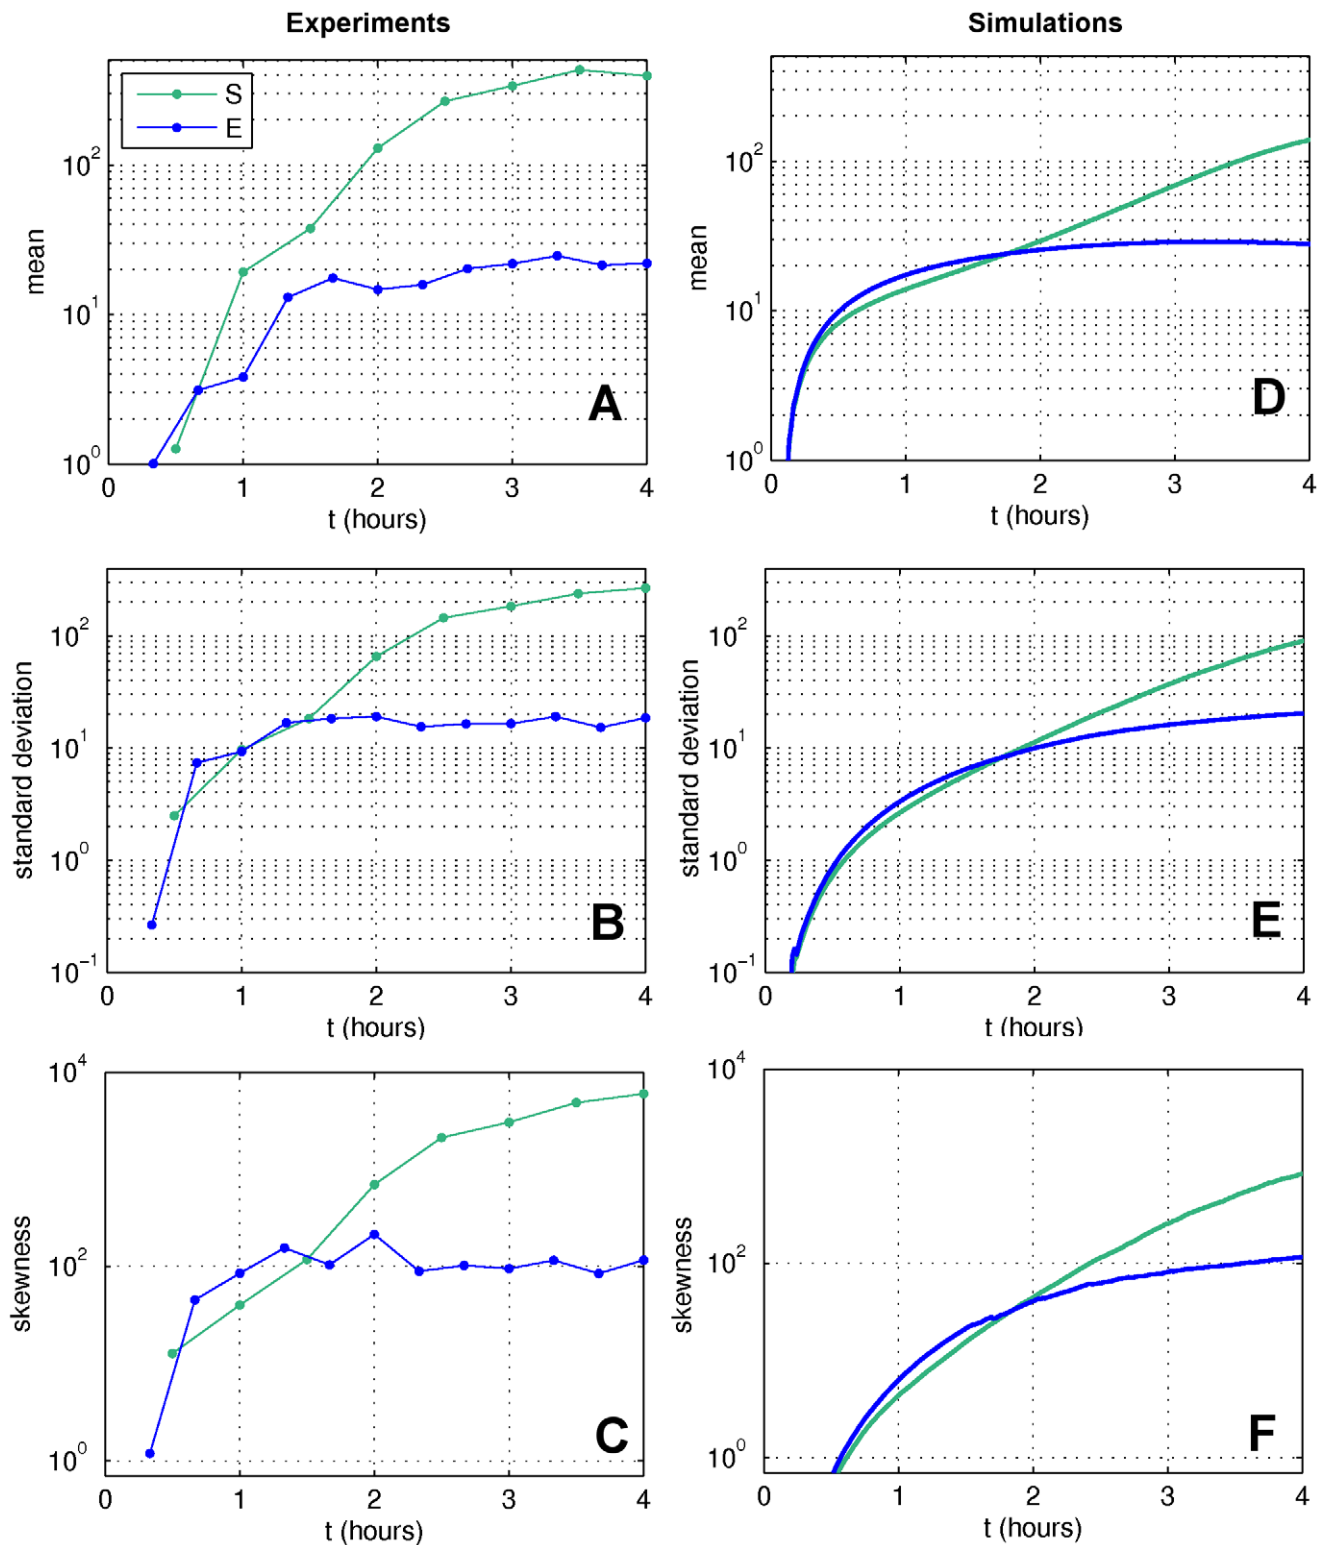 Experiments
Simulations
S
E
mean
10^2
10^1
10^0
0 1 2 3 4
t (hours)
A
mean
10^2
10^1
10^0
0 1 2 3 4
t (hours)
D
standard deviation
10^2
10^1
10^0
10^−1
0 1 2 3 4
t (hours)
B
standard deviation
10^2
10^1
10^0
10^−1
0 1 2 3 4
t (hours)
E
skewness
10^4
10^2
10^0
0 1 2 3 4
t (hours)
C
skewness
10^4
10^2
10^0
0 1 2 3 4
t (hours)
F